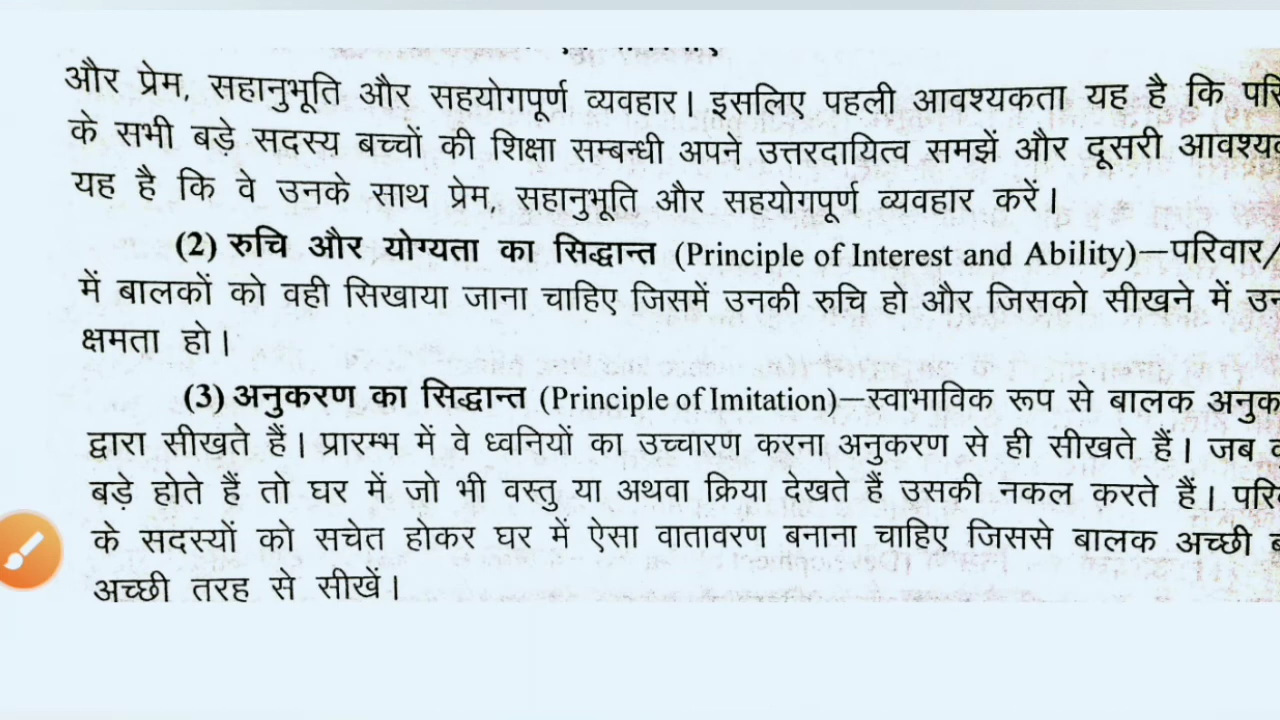 और प्रेम, सहानुभूति और सहयोगपूर्ण व्यवहार। इसलिए पहली आवश्यकता यह है कि
के सभी बड़े सदस्य बच्चों की शिक्षा सम्बन्धी अपने उत्तरदायित्व समझें और दूसरी
यह है कि वे उनके साथ प्रेम, सहानुभूति और सहयोगपूर्ण व्यवहार करें।
(2) रुचि और योग्यता का सिद्धान्त (Principle of Interest and Ability)—परिवार/
में बालकों को वही सिखाया जाना चाहिए जिसमें उनकी रुचि हो और जिसको सीखने में
क्षमता हो।
(3) अनुकरण का सिद्धान्त (Principle of Imitation)—स्वाभाविक रूप से बालक
द्वारा सीखते हैं। प्रारम्भ में वे ध्वनियों का उच्चारण करना अनुकरण से ही सीखते हैं। जब
बड़े होते हैं तो घर में जो भी वस्तु या अथवा क्रिया देखते हैं उसकी नकल करते हैं।
के सदस्यों को सचेत होकर घर में ऐसा वातावरण बनाना चाहिए जिससे बालक अच्छी
अच्छी तरह से सीखें।